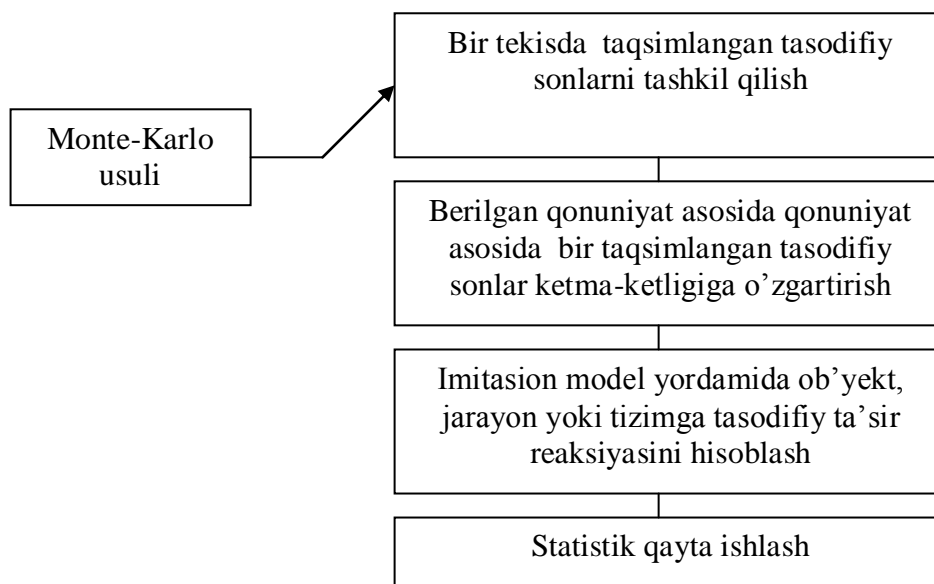 Monte-Karlo
usuli
Bir tekisda taqsimlangan tasodifiy
sonlarni tashkil qilish
Berilgan qonuniyat asosida qonuniyat
asosida bir taqsimlangan tasodifiy
sonlar ketma-ketligiga o’zgartirish
Imitasion model yordamida ob’yekt,
jarayon yoki tizimga tasodifiy ta’sir
reaksiyasini hisoblash
Statistik qayta ishlash